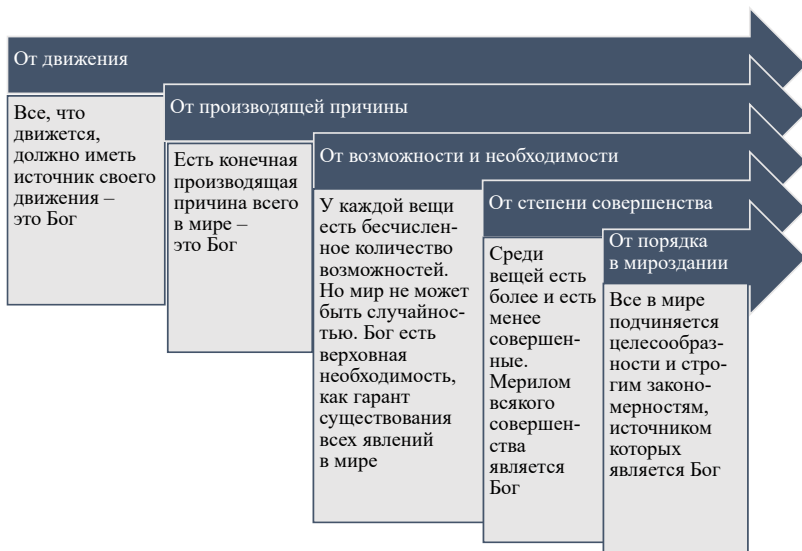 От движения
Все, что
движется,
должно иметь
источник своего
движения –
это Бог
От производящей причины
Есть конечная
производящая
причина всего
в мире –
это Бог
От возможности и необходимости
У каждой вещи
есть бесчислен-
ное количество
возможностей.
Но мир не может
быть случайнос-
тью. Бог есть
верховная
необходимость,
как гарант
существования
всех явлений
в мире
От степени совершенства
Среди
вещей есть
более и есть
менее
совершен-
ные.
Мерилом
всякого
совершен-
ства
является
Бог
От порядка
в мироздании
Все в мире
подчиняется
целесообраз-
ности и стро-
гим законо-
мерностям,
источником
которых
является Бог